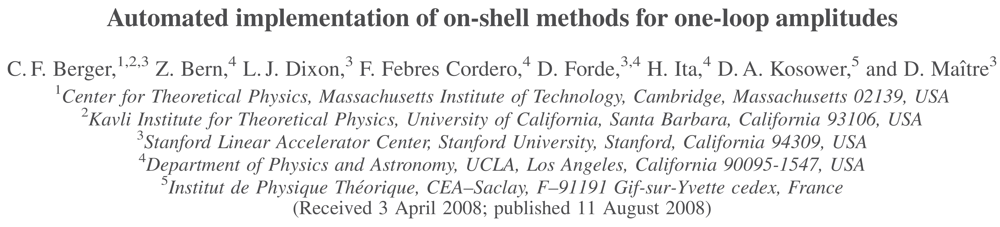 Automated implementation of on-shell methods for one-loop amplitudes
C. F. Berger,1,2,3 Z. Bern,4 L. J. Dixon,3 F. Febres Cordero,4 D. Forde,3,4 H. Ita,4 D. A. Kosower,5 and D. Maître3
1Center for Theoretical Physics, Massachusetts Institute of Technology, Cambridge, Massachusetts 02139, USA
2Kavli Institute for Theoretical Physics, University of California, Santa Barbara, California 93106, USA
3Stanford Linear Accelerator Center, Stanford University, Stanford, California 94309, USA
4Department of Physics and Astronomy, UCLA, Los Angeles, California 90095-1547, USA
5Institut de Physique Théorique, CEA–Saclay, F–91191 Gif-sur-Yvette cedex, France
(Received 3 April 2008; published 11 August 2008)